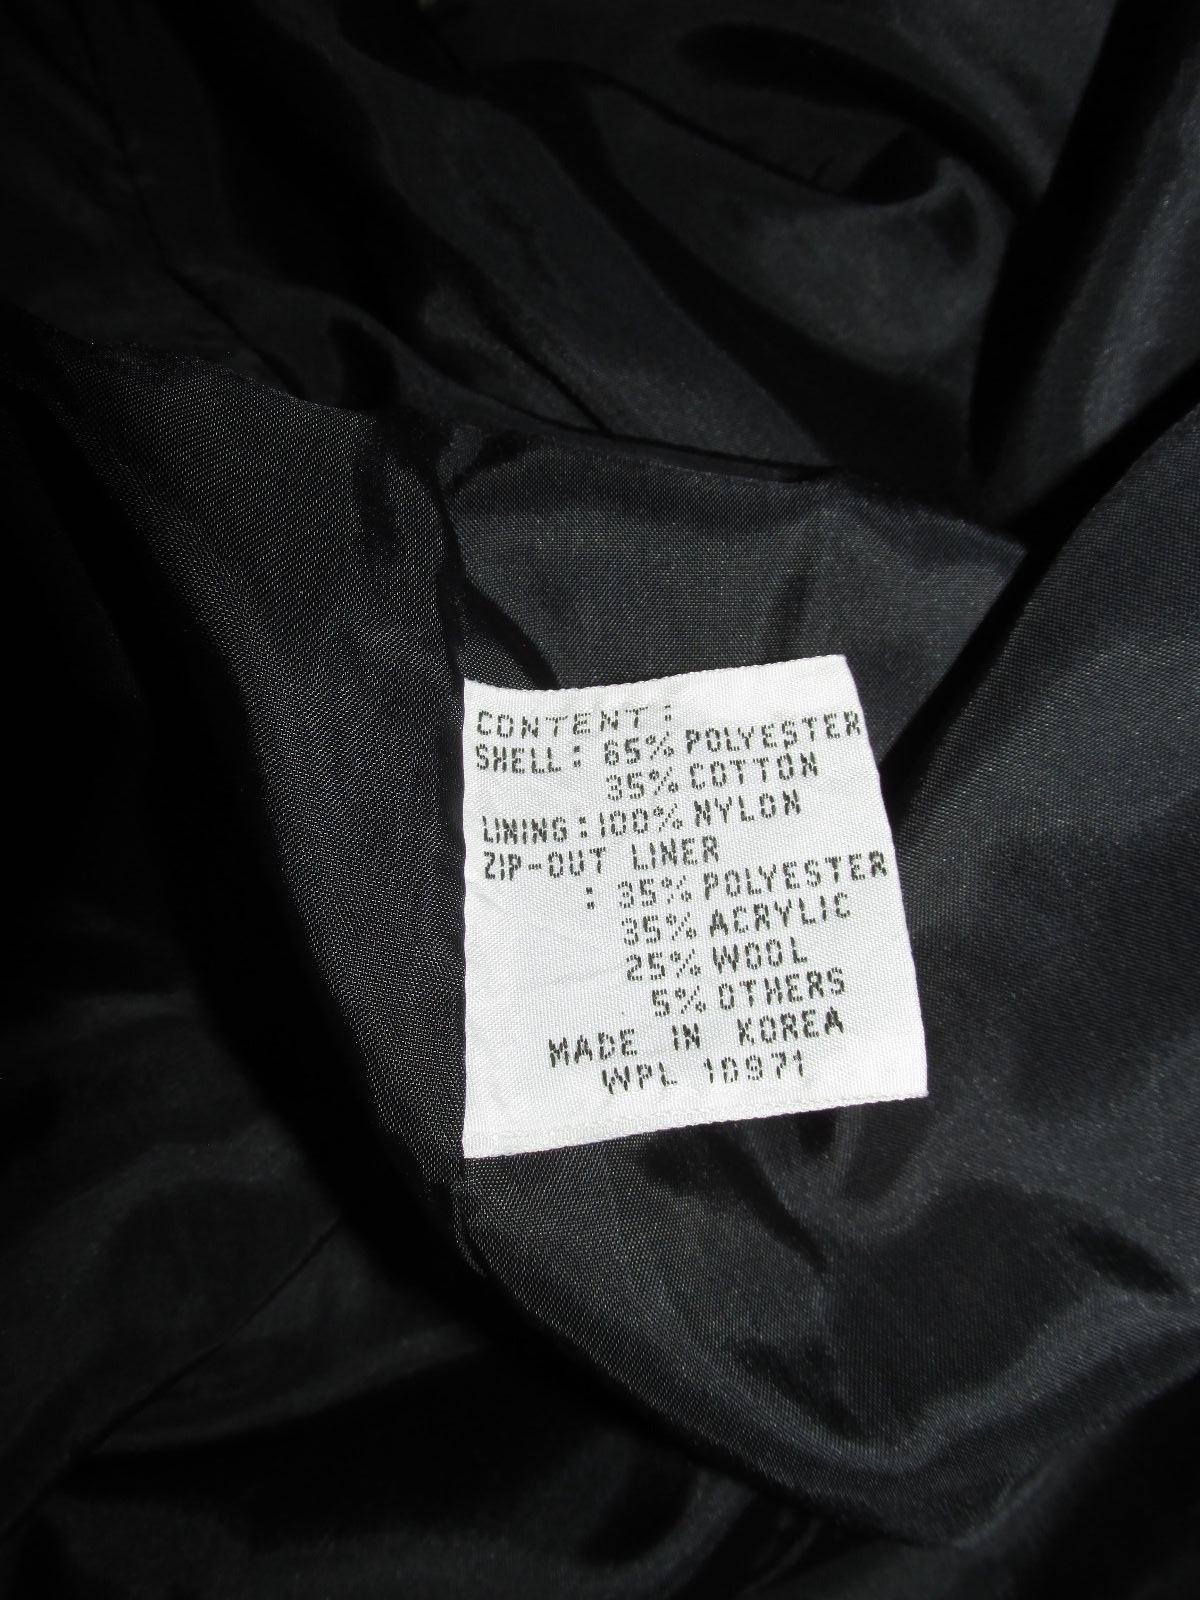 CONTENT:
SHELL: 65% POLYESTER
35% COTTON
LINING: 100% NYLON
ZIP-OUT LINER
: 35% POLYESTER
35% ACRYLIC
25% WOOL
5% OTHERS
MADE IN KOREA
WPL 10971